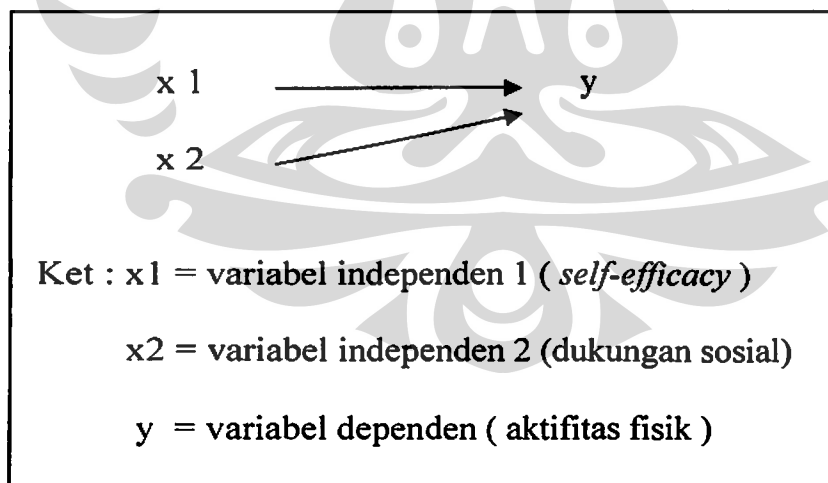 x 1 y
x 2
Ket : x1 = variabel independen 1 ( self-efficacy )
x2 = variabel independen 2 (dukungan sosial)
y = variabel dependen ( aktifitas fisik )